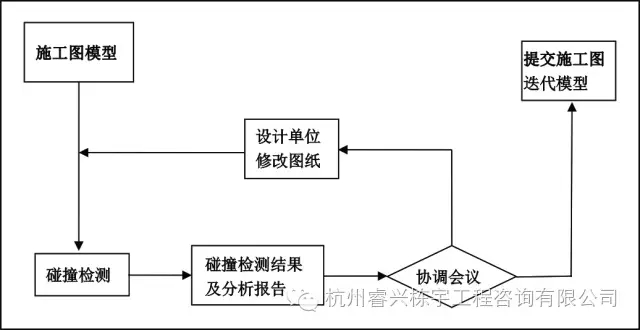 施工图模型
提交施工图
迭代模型
设计单位
修改图纸
碰撞检测
碰撞检测结果
及分析报告
协调会议
杭州睿兴栋宇工程咨询有限公司